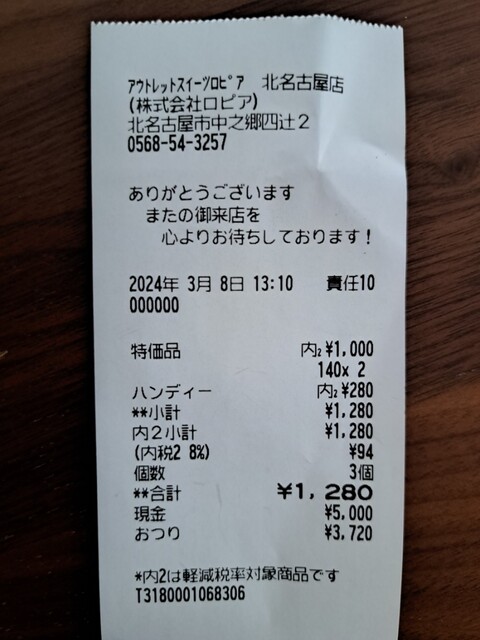 ｱｳﾄﾚｯﾄｽｲｰﾂﾛﾋﾟｱ 北名古屋店
(株式会社ロピア)
北名古屋市中之郷四辻2
0568-54-3257
ありがとうございます
またの御来店を
心よりお待ちしております！
2024年 3月 8日 13:10 責任10
000000
特価品 内2 ¥1,000
140x 2
ハンディー 内2 ¥280
**小計 ¥1,280
内2小計 ¥1,280
(内税2 8%) ¥94
個数 3個
**合計 ¥1,280
現金 ¥5,000
おつり ¥3,720
*内2は軽減税率対象商品です
T3180001068306